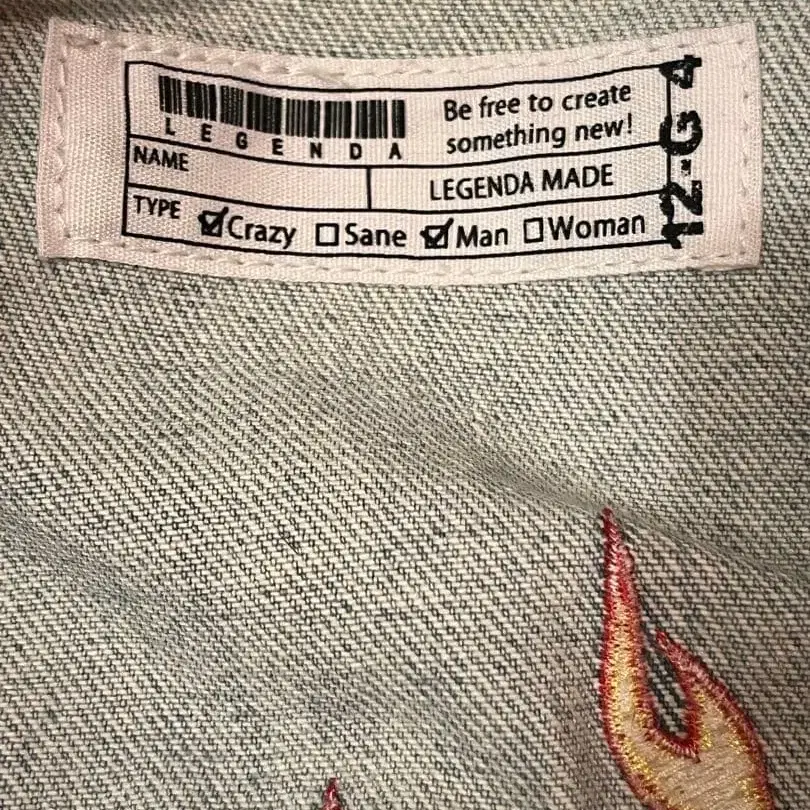 LEGENDA
Be free to create
something new!
NAME
LEGENDA MADE
TYPE ☑Crazy ☐Sane ☑Man ☐Woman
12-G 4